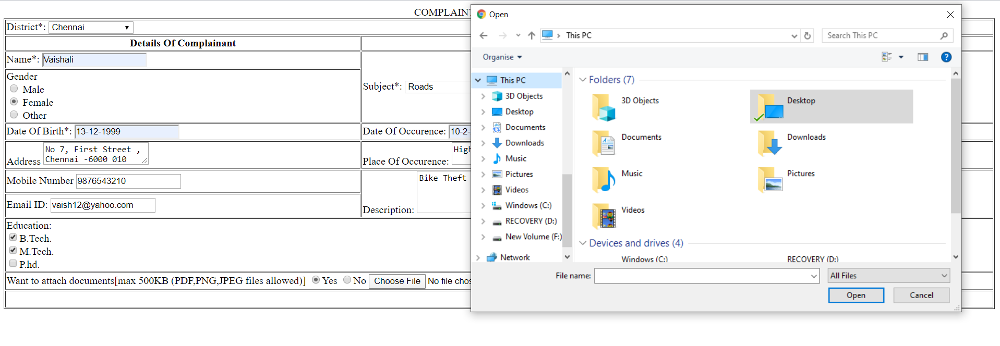 COMPLAINT
District*: Chennai
Details Of Complainant
Name*: Vaishali
Gender
Male
Female
Other
Subject*: Roads
Date Of Birth*: 13-12-1999
Date Of Occurence: 10-2-
Address No 7, First Street ,
Chennai -6000 010
Place Of Occurence: High
Mobile Number 9876543210
Email ID: vaish12@yahoo.com
Description: Bike Theft
Education:
B.Tech.
M.Tech.
P.hd.
Want to attach documents[max 500KB (PDF,PNG,JPEG files allowed)] Yes No Choose File No file chos
Open
This PC
Search This PC
Organise
This PC
3D Objects
Desktop
Documents
Downloads
Music
Pictures
Videos
Windows (C:)
RECOVERY (D:)
New Volume (F:)
Network
Folders (7)
3D Objects
Desktop
Documents
Downloads
Music
Pictures
Videos
Devices and drives (4)
Windows (C:)
RECOVERY (D:)
File name:
All Files
Open
Cancel